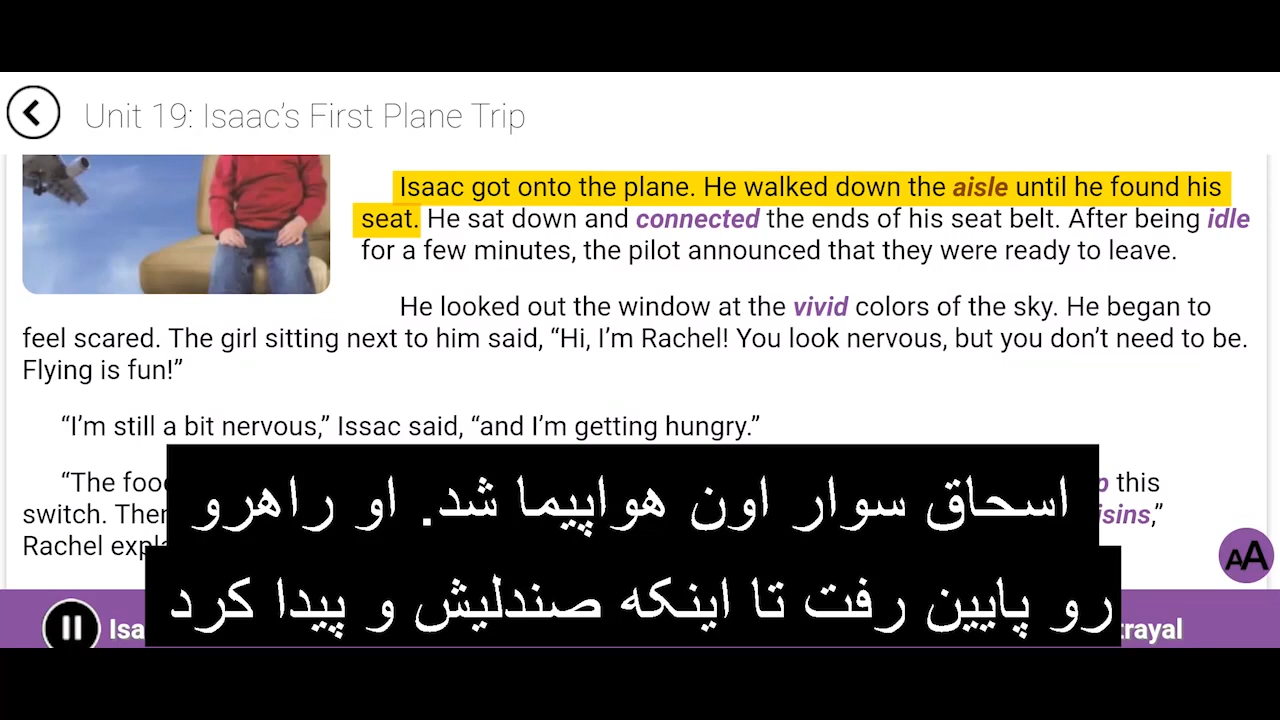 Unit 19: Isaac’s First Plane Trip
Isaac got onto the plane. He walked down the aisle until he found his
seat. He sat down and connected the ends of his seat belt. After being idle
for a few minutes, the pilot announced that they were ready to leave.
He looked out the window at the vivid colors of the sky. He began to
feel scared. The girl sitting next to him said, “Hi, I’m Rachel! You look nervous, but you don’t need to be.
Flying is fun!”
“I’m still a bit nervous,” Issac said, “and I’m getting hungry.”
“The this
switch.
Rachel
اسحاق سوار اون هواپیما شد. او راهرو
رو پایین رفت تا اینکه صندلیش و پیدا کرد
AA